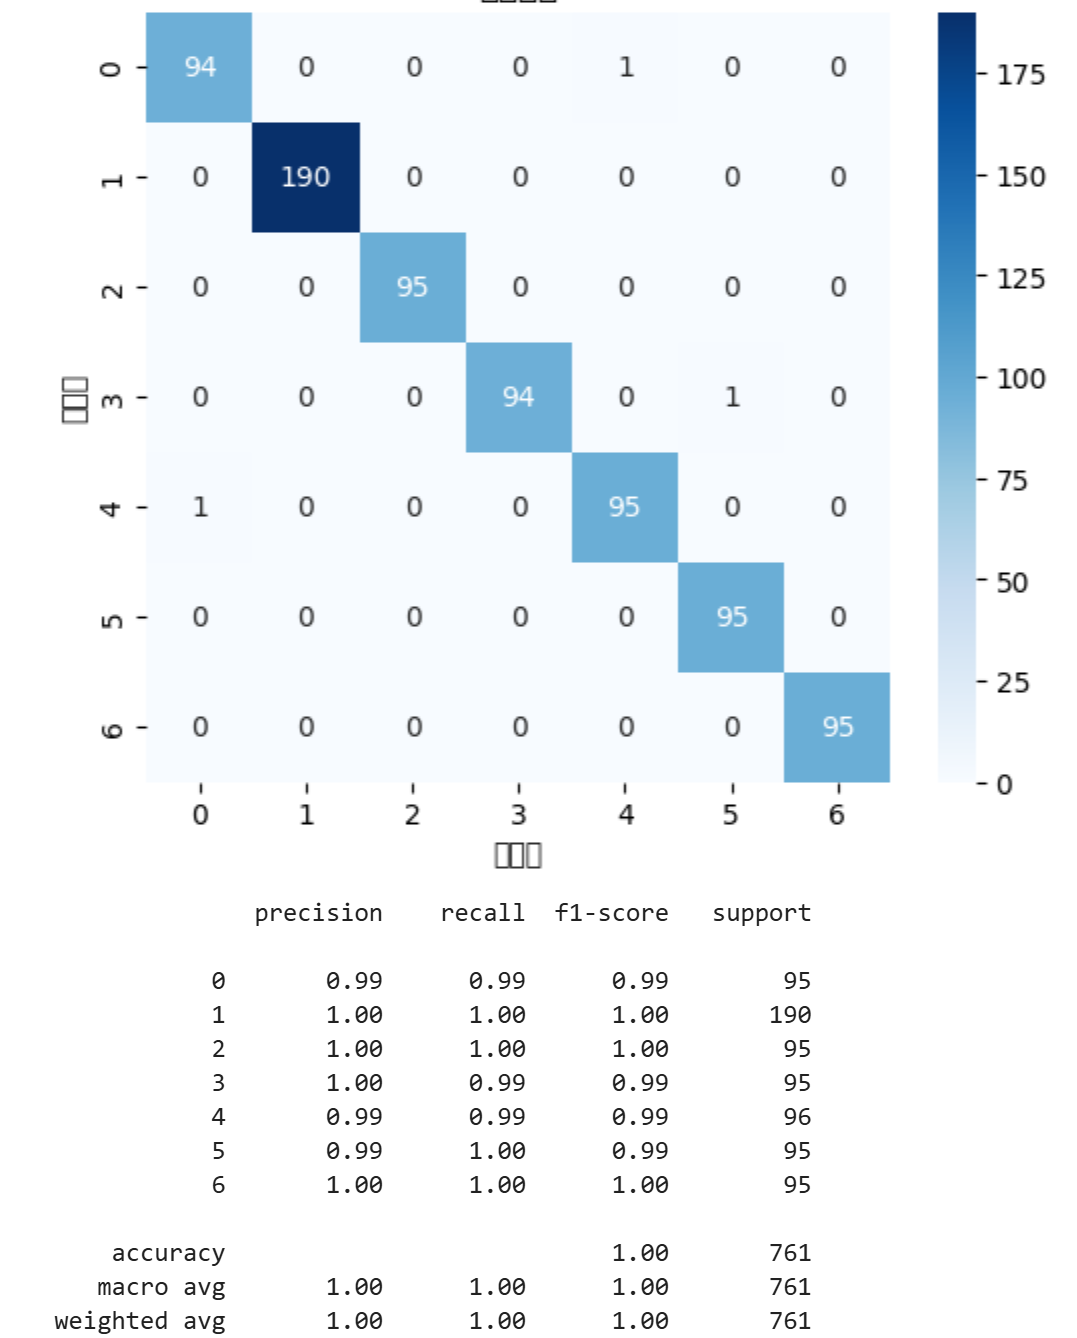 0 94 0 0 0 1 0 0
1 0 190 0 0 0 0 0
2 0 0 95 0 0 0 0
3 0 0 0 94 0 1 0
4 1 0 0 0 95 0 0
5 0 0 0 0 0 95 0
6 0 0 0 0 0 0 95
0 1 2 3 4 5 6
175
150
125
100
75
50
25
0
precision recall f1-score support
0 0.99 0.99 0.99 95
1 1.00 1.00 1.00 190
2 1.00 1.00 1.00 95
3 1.00 0.99 0.99 95
4 0.99 0.99 0.99 96
5 0.99 1.00 0.99 95
6 1.00 1.00 1.00 95
accuracy 1.00 761
macro avg 1.00 1.00 1.00 761
weighted avg 1.00 1.00 1.00 761